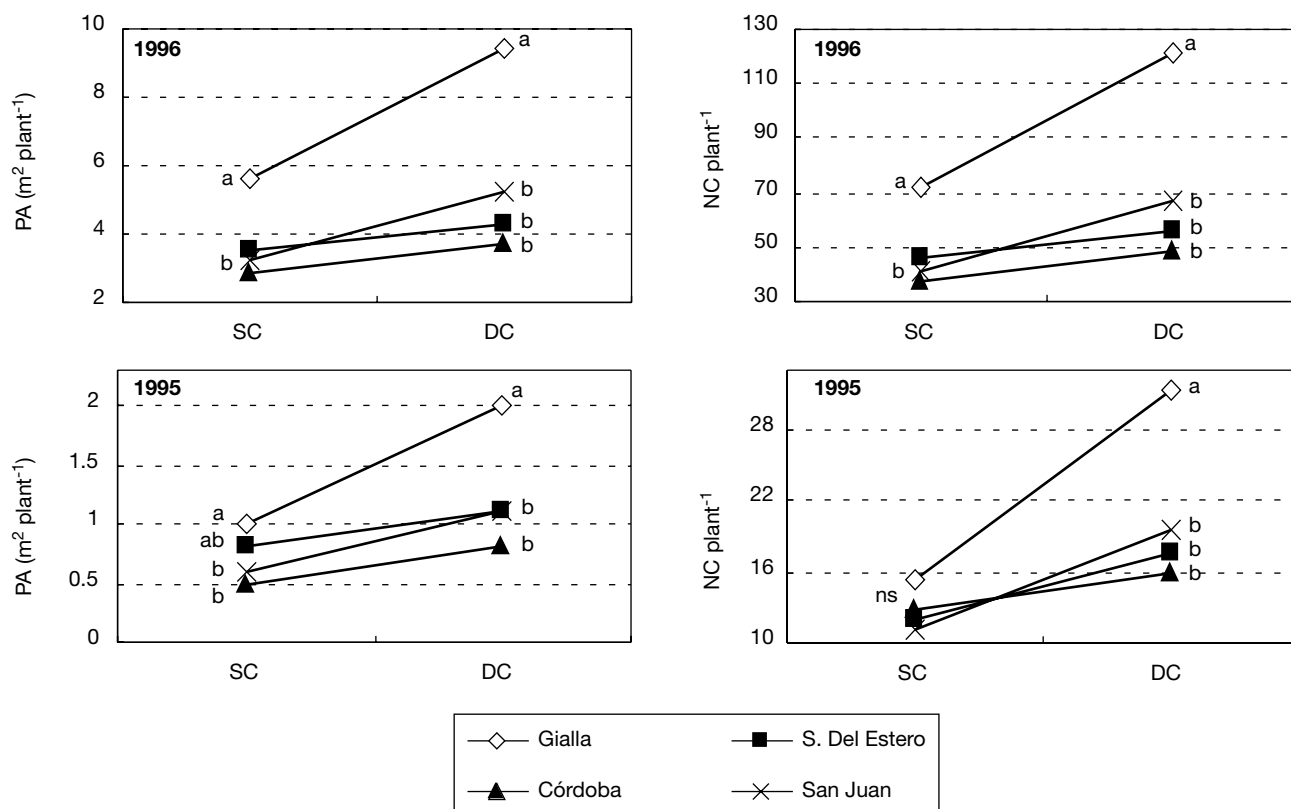 1996
PA (m² plant⁻¹)
10
8
6
4
2
a
a
b
b
b
b
SC
DC
1996
NC plant⁻¹
130
110
90
70
50
30
a
a
b
b
b
b
SC
DC
1995
PA (m² plant⁻¹)
2
1.5
1
0.5
0
a
a
ab
b
b
b
b
SC
DC
1995
NC plant⁻¹
28
22
16
10
a
ns
b
b
b
SC
DC
Gialla
S. Del Estero
Córdoba
San Juan